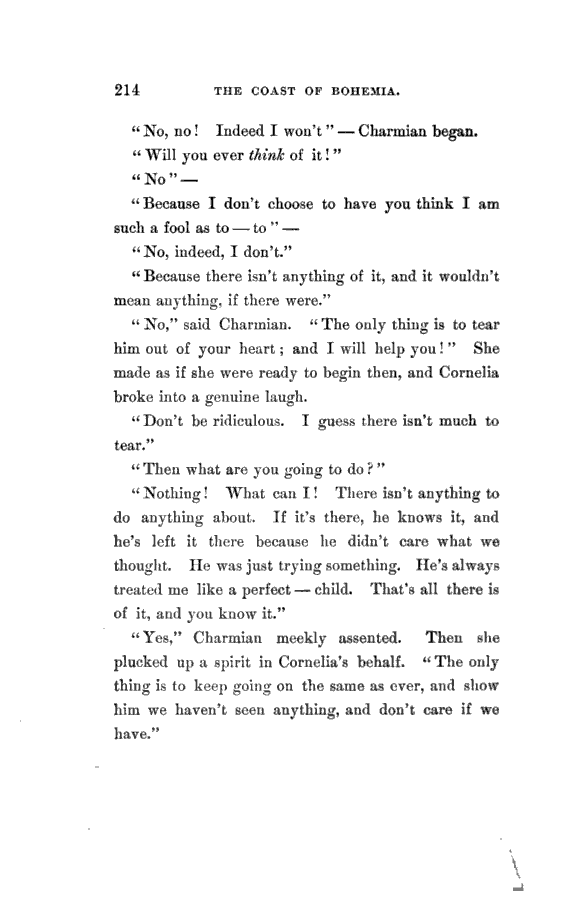 214 THE COAST OF BOHEMIA.
“No, no! Indeed I won’t” — Charmian began.
“Will you ever think of it!”
“No” —
“Because I don’t choose to have you think I am
such a fool as to — to ” —
“No, indeed, I don’t.”
“Because there isn’t anything of it, and it wouldn’t
mean anything, if there were.”
“No,” said Charmian. “The only thing is to tear
him out of your heart; and I will help you!” She
made as if she were ready to begin then, and Cornelia
broke into a genuine laugh.
“Don’t be ridiculous. I guess there isn’t much to
tear.”
“Then what are you going to do?”
“Nothing! What can I! There isn’t anything to
do anything about. If it’s there, he knows it, and
he’s left it there because he didn’t care what we
thought. He was just trying something. He’s always
treated me like a perfect — child. That’s all there is
of it, and you know it.”
“Yes,” Charmian meekly assented. Then she
plucked up a spirit in Cornelia’s behalf. “The only
thing is to keep going on the same as ever, and show
him we haven’t seen anything, and don’t care if we
have.”